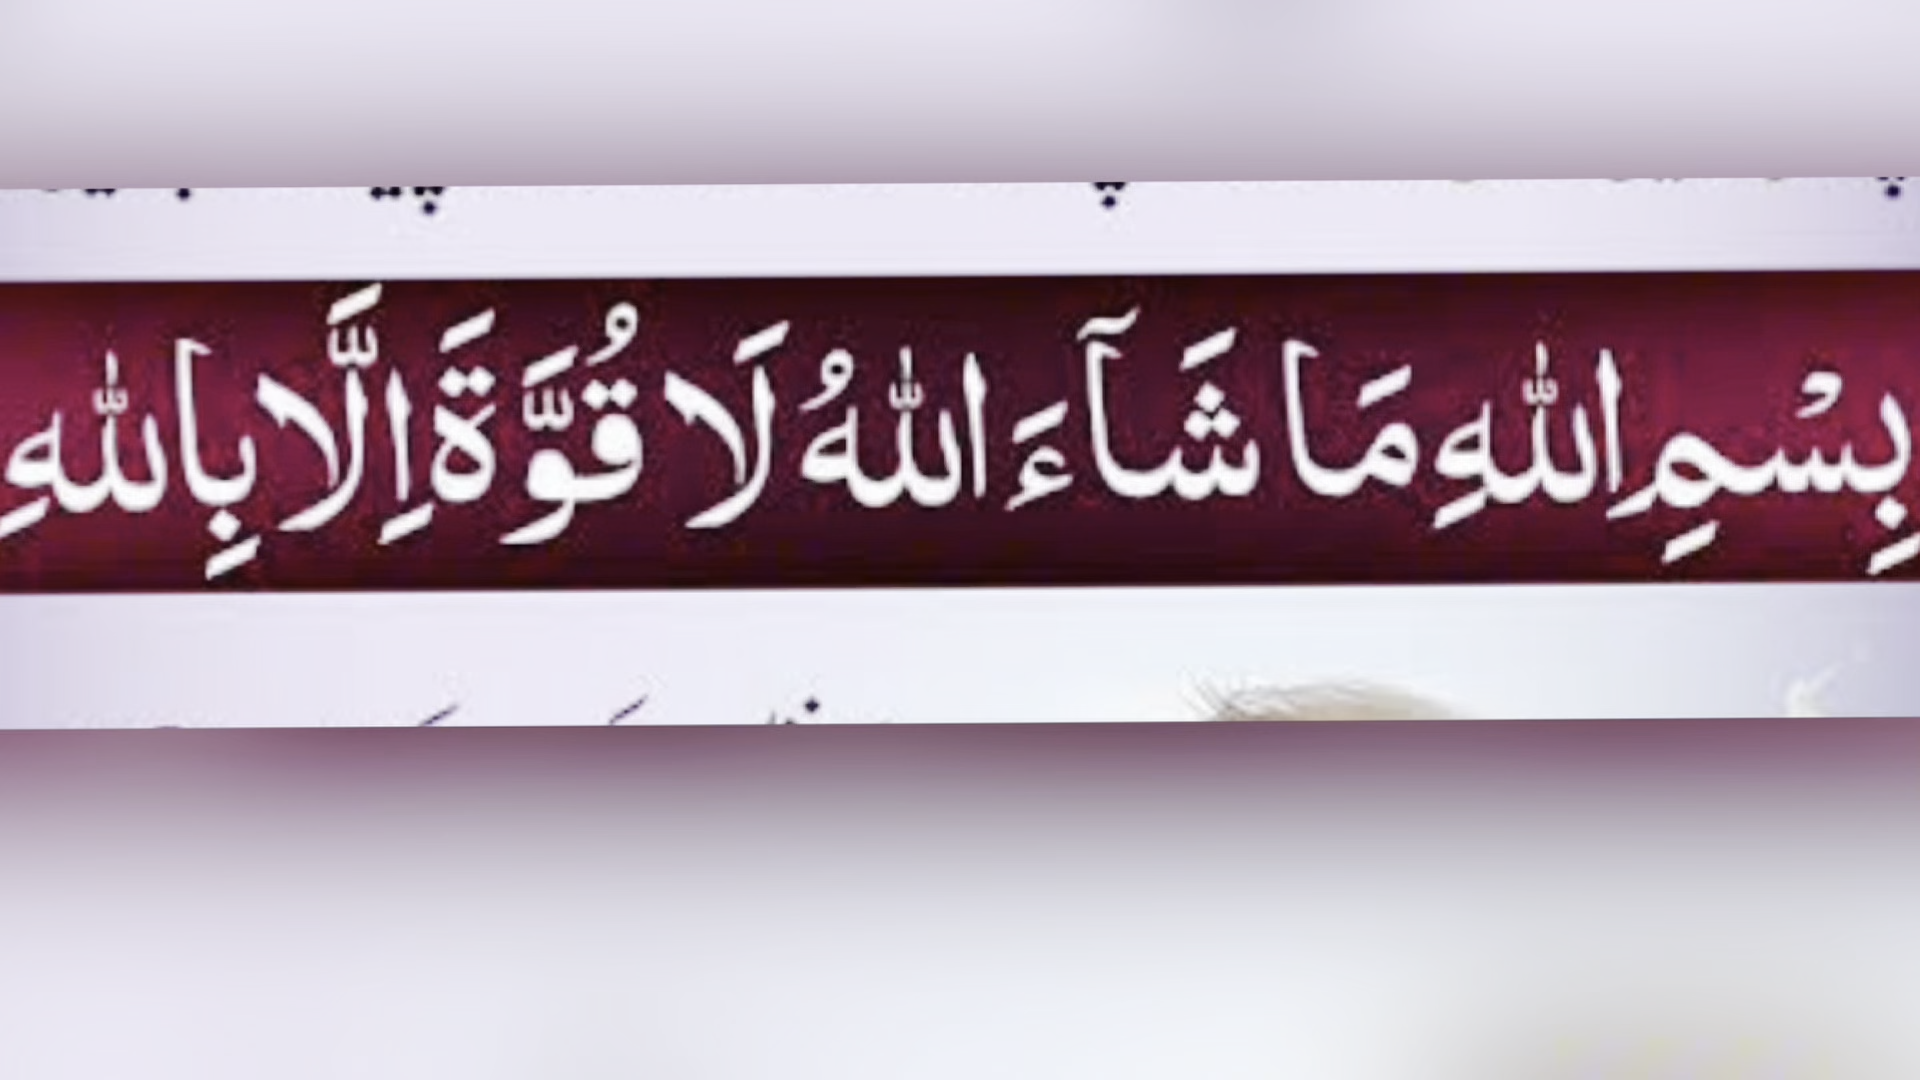 بِسْمِ اللّٰهِ مَا شَآءَ اللّٰهُ لَا قُوَّةَ اِلَّا بِاللّٰهِ